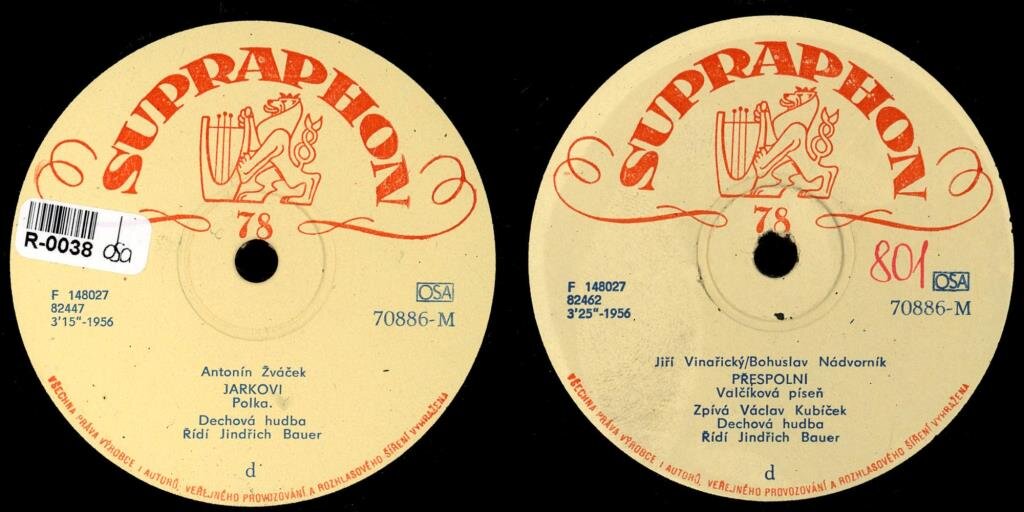 SUPRAPHON
78
R-0038 osa
F 148027
82447
3'15"-1956
OSA
70886-M
Antonín Žváček
JARKOVI
Polka.
Dechová hudba
Řídí Jindřich Bauer
d
VŠECHNA PRÁVA VÝROBCE I AUTORŮ, VEŘEJNÉHO PROVOZOVÁNÍ A ROZHLASOVÉHO ŠÍŘENÍ VYHRAŽENA
SUPRAPHON
78
801
F 148027
82462
3'25"-1956
OSA
70886-M
Jiří Vinařický/Bohuslav Nádvorník
PŘESPOLNÍ
Valčíková píseň
Zpívá Václav Kubíček
Dechová hudba
Řídí Jindřich Bauer
d
VŠECHNA PRÁVA VÝROBCE I AUTORŮ, VEŘEJNÉHO PROVOZOVÁNÍ A ROZHLASOVÉHO ŠÍŘENÍ VYHRAŽENA